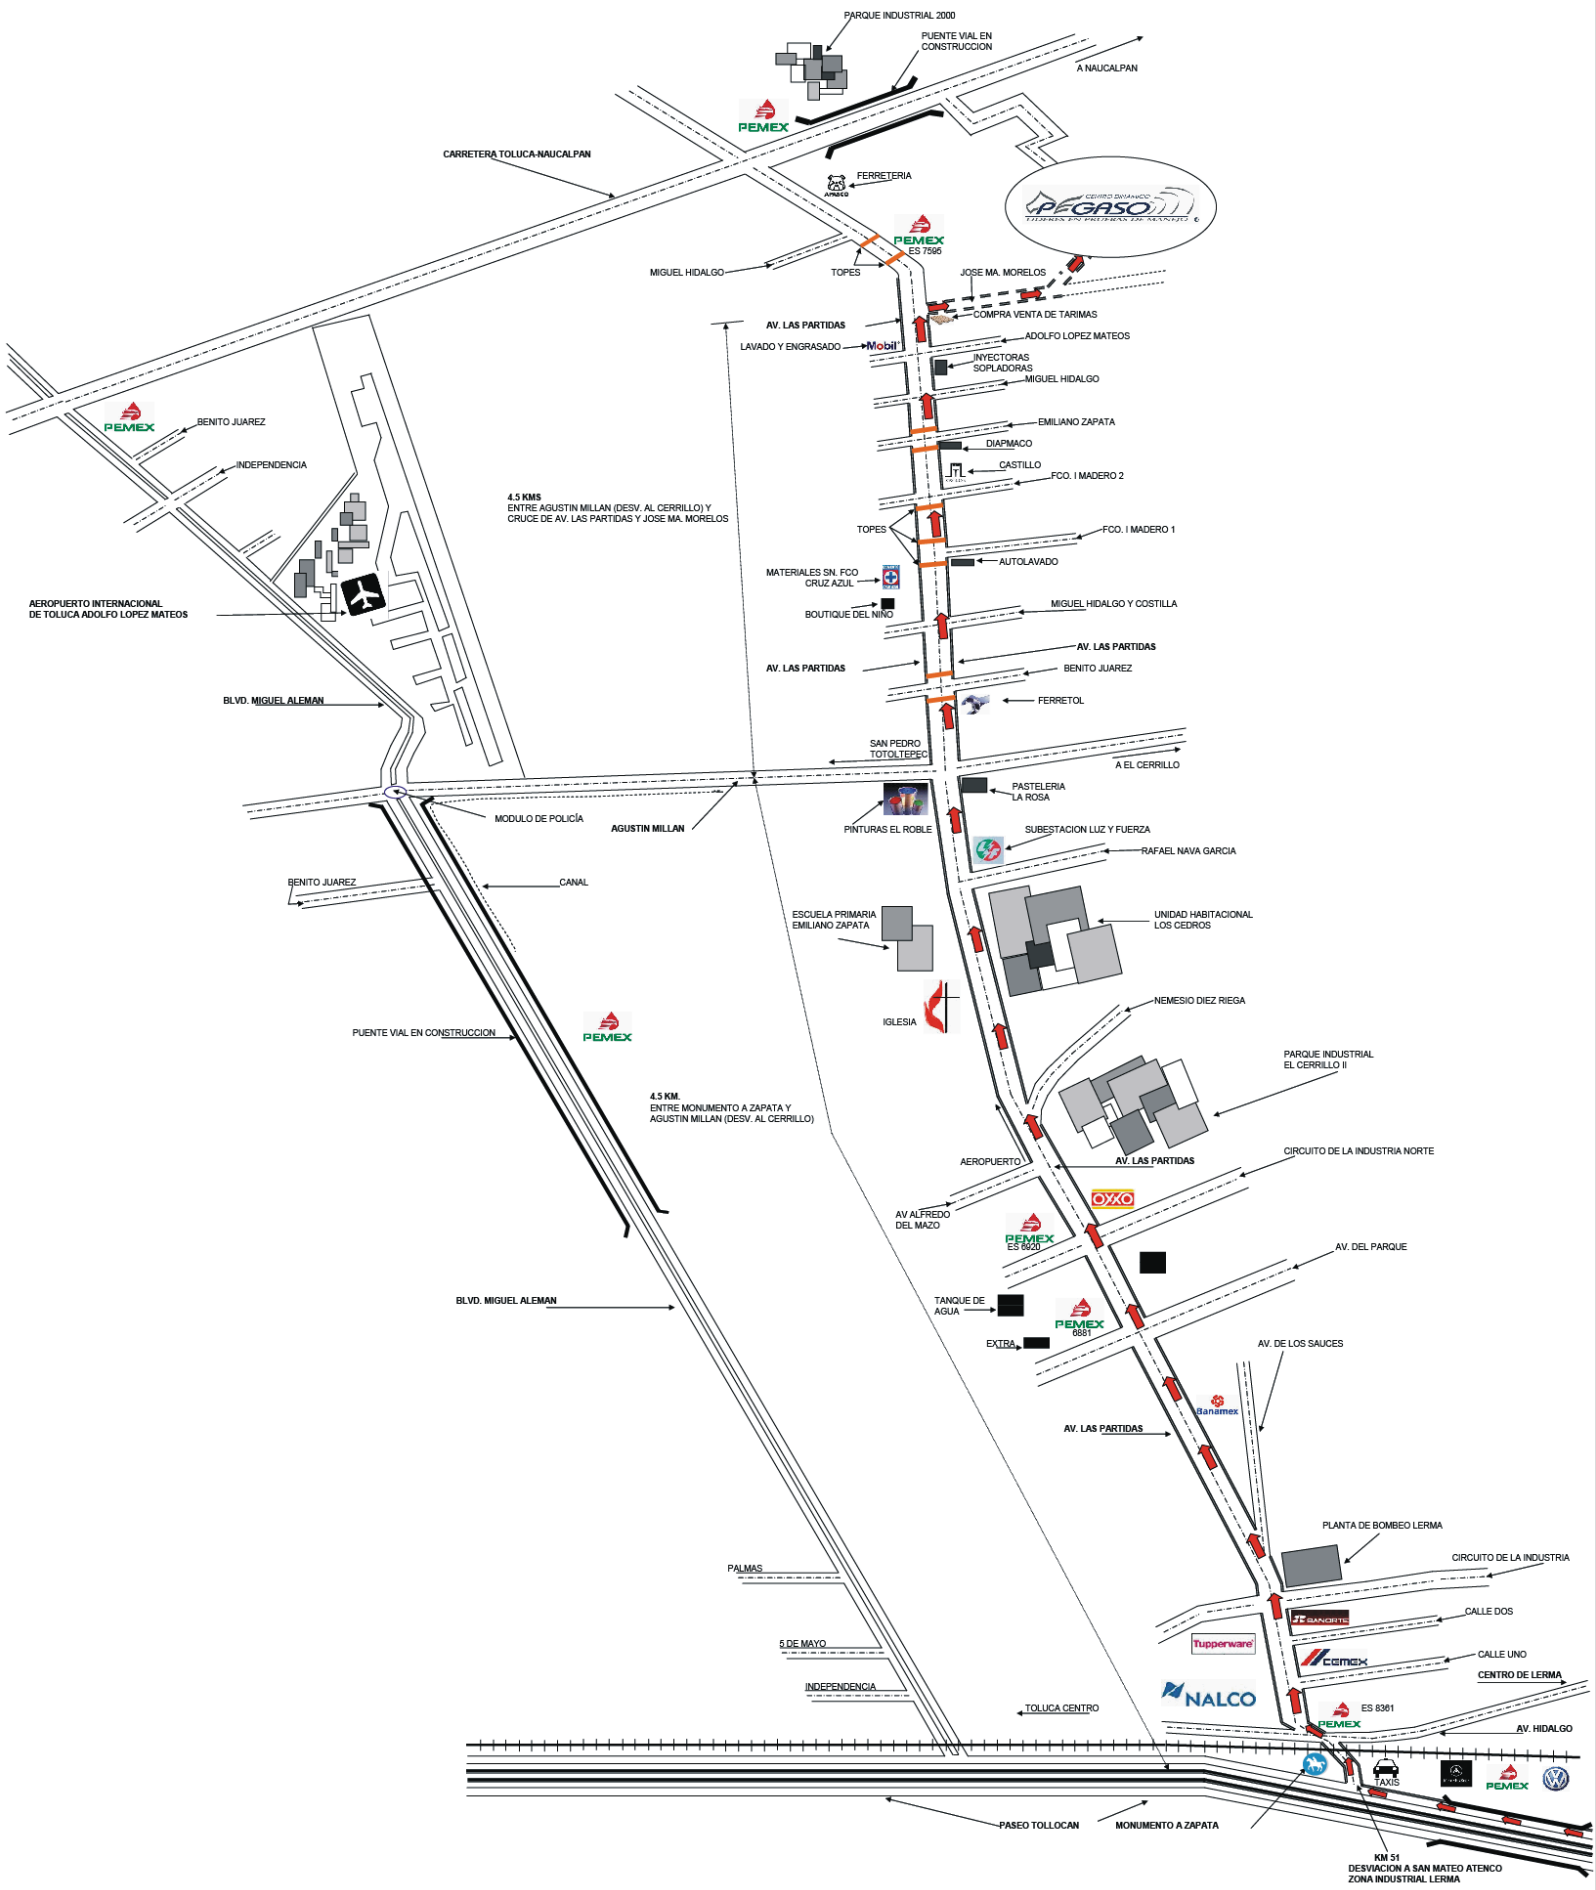 PARQUE INDUSTRIAL 2000
PUENTE VIAL EN
CONSTRUCCION
A NAUCALPAN
PEMEX
CARRETERA TOLUCA-NAUCALPAN
FERRETERIA
APASCO
CENTRO DINAMICO
PEGASO
LIDERES EN PRUEBAS DE MANEJO
PEMEX
ES 7595
MIGUEL HIDALGO
TOPES
JOSE MA. MORELOS
COMPRA VENTA DE TARIMAS
AV. LAS PARTIDAS
ADOLFO LOPEZ MATEOS
LAVADO Y ENGRASADO
Mobil
INYECTORAS
SOPLADORAS
MIGUEL HIDALGO
PEMEX
BENITO JUAREZ
EMILIANO ZAPATA
DIAPMACO
INDEPENDENCIA
CASTILLO
FCO. I MADERO 2
4.5 KMS
ENTRE AGUSTIN MILLAN (DESV. AL CERRILLO) Y
CRUCE DE AV. LAS PARTIDAS Y JOSE MA. MORELOS
TOPES
FCO. I MADERO 1
AUTOLAVADO
MATERIALES SN. FCO
CRUZ AZUL
AEROPUERTO INTERNACIONAL
DE TOLUCA ADOLFO LOPEZ MATEOS
BOUTIQUE DEL NIÑO
MIGUEL HIDALGO Y COSTILLA
AV. LAS PARTIDAS
AV. LAS PARTIDAS
BENITO JUAREZ
BLVD. MIGUEL ALEMAN
FERRETOL
SAN PEDRO
TOTOLTEPEC
A EL CERRILLO
PASTELERIA
LA ROSA
MODULO DE POLICÍA
AGUSTIN MILLAN
PINTURAS EL ROBLE
SUBESTACION LUZ Y FUERZA
RAFAEL NAVA GARCIA
BENITO JUAREZ
CANAL
ESCUELA PRIMARIA
EMILIANO ZAPATA
UNIDAD HABITACIONAL
LOS CEDROS
NEMESIO DIEZ RIEGA
IGLESIA
PUENTE VIAL EN CONSTRUCCION
PEMEX
PARQUE INDUSTRIAL
EL CERRILLO II
4.5 KM.
ENTRE MONUMENTO A ZAPATA Y
AGUSTIN MILLAN (DESV. AL CERRILLO)
AEROPUERTO
AV. LAS PARTIDAS
CIRCUITO DE LA INDUSTRIA NORTE
OXXO
AV ALFREDO
DEL MAZO
PEMEX
ES 6920
AV. DEL PARQUE
BLVD. MIGUEL ALEMAN
TANQUE DE
AGUA
PEMEX
6881
EXTRA
AV. DE LOS SAUCES
Banamex
AV. LAS PARTIDAS
PLANTA DE BOMBEO LERMA
CIRCUITO DE LA INDUSTRIA
PALMAS
BANORTE
CALLE DOS
5 DE MAYO
Tupperware
CEMEX
CALLE UNO
CENTRO DE LERMA
INDEPENDENCIA
NALCO
TOLUCA CENTRO
PEMEX
ES 8361
AV. HIDALGO
TAXIS
PEMEX
PASEO TOLLOCAN
MONUMENTO A ZAPATA
KM 51
DESVIACION A SAN MATEO ATENCO
ZONA INDUSTRIAL LERMA